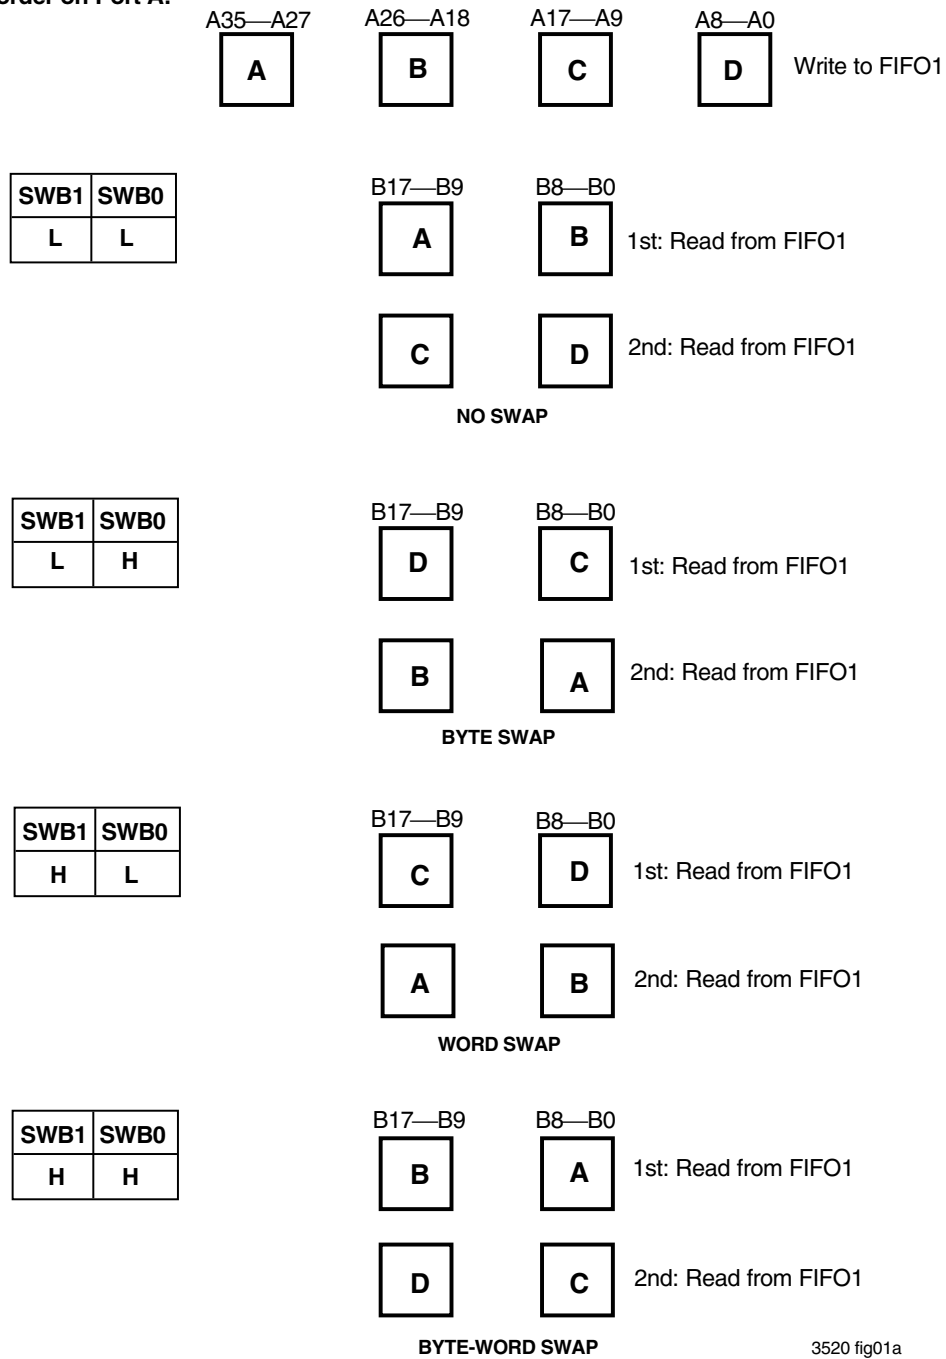 order on Port A.
A35—A27 A26—A18 A17—A9 A8—A0
A B C D Write to FIFO1
SWB1 SWB0 B17—B9 B8—B0
L L A B 1st: Read from FIFO1
C D 2nd: Read from FIFO1
NO SWAP
SWB1 SWB0 B17—B9 B8—B0
L H D C 1st: Read from FIFO1
B A 2nd: Read from FIFO1
BYTE SWAP
SWB1 SWB0 B17—B9 B8—B0
H L C D 1st: Read from FIFO1
A B 2nd: Read from FIFO1
WORD SWAP
SWB1 SWB0 B17—B9 B8—B0
H H B A 1st: Read from FIFO1
D C 2nd: Read from FIFO1
BYTE-WORD SWAP 3520 fig01a